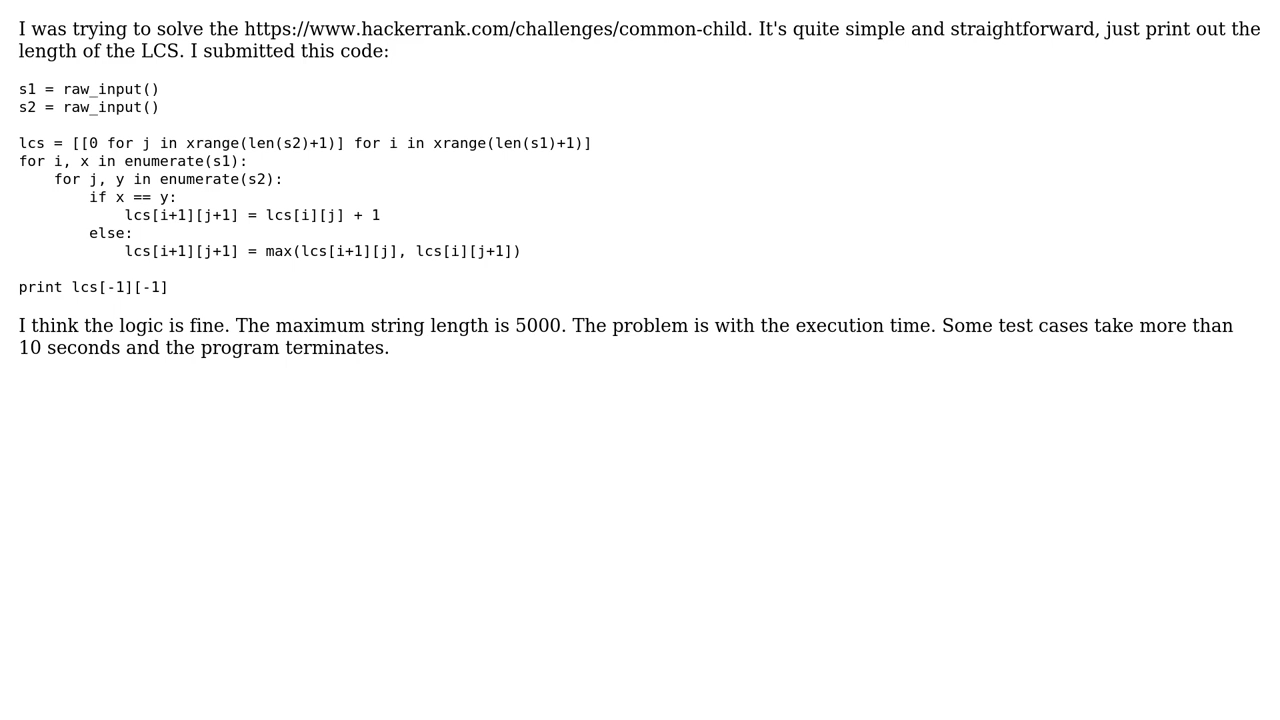 I was trying to solve the https://www.hackerrank.com/challenges/common-child. It's quite simple and straightforward, just print out the
length of the LCS. I submitted this code:
s1 = raw_input()
s2 = raw_input()
lcs = [[0 for j in xrange(len(s2)+1)] for i in xrange(len(s1)+1)]
for i, x in enumerate(s1):
    for j, y in enumerate(s2):
        if x == y:
            lcs[i+1][j+1] = lcs[i][j] + 1
        else:
            lcs[i+1][j+1] = max(lcs[i+1][j], lcs[i][j+1])
print lcs[-1][-1]
I think the logic is fine. The maximum string length is 5000. The problem is with the execution time. Some test cases take more than
10 seconds and the program terminates.